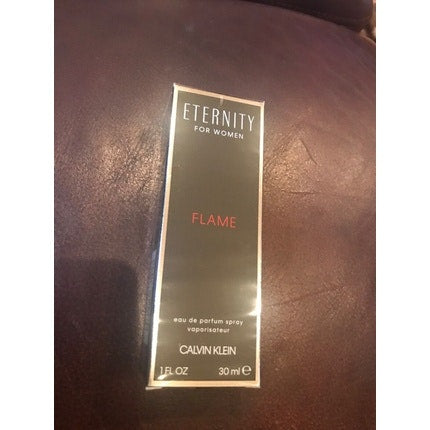 ETERNITY
FOR WOMEN
FLAME
eau de parfum spray
vaporisateur
CALVIN KLEIN
1 FL OZ 30 ml ℮